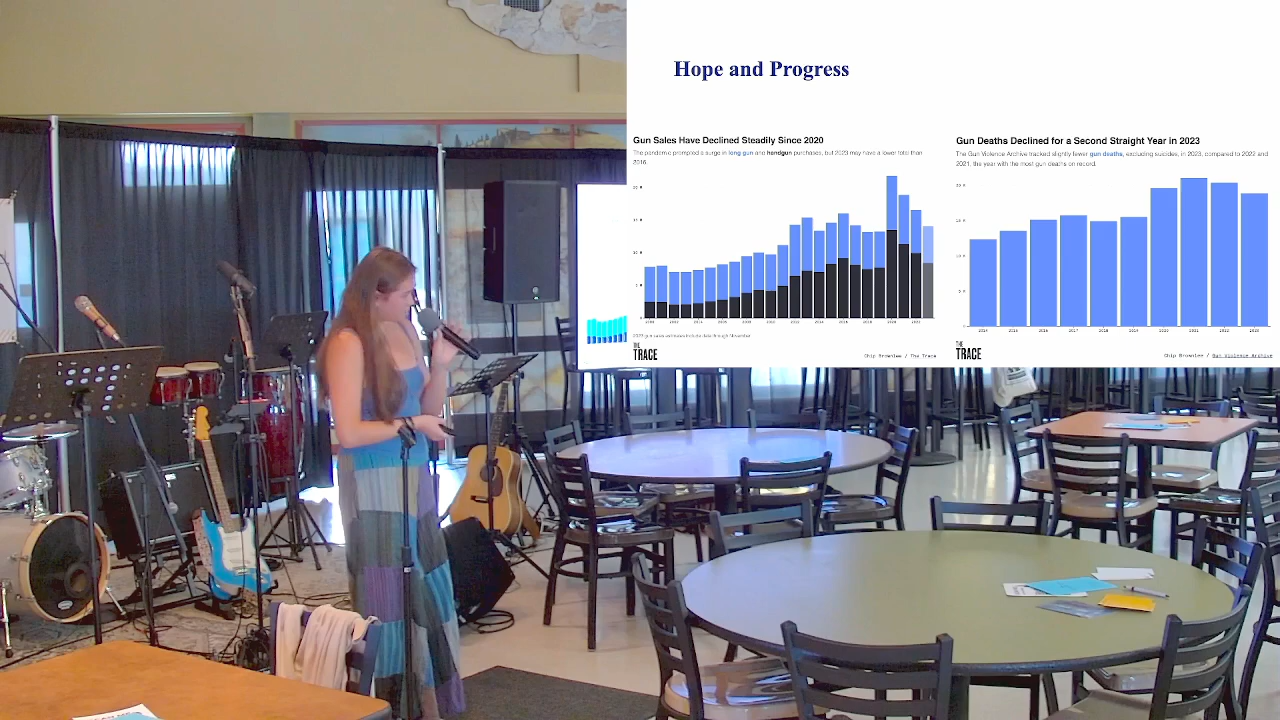 Hope and Progress
Gun Sales Have Declined Steadily Since 2020
The pandemic prompted a surge in long gun and handgun purchases, but 2023 may have a lower total than
2016.
THE
TRACE
Chip Brownlee / The Trace
Gun Deaths Declined for a Second Straight Year in 2023
The Gun Violence Archive tracked slightly fewer gun deaths, excluding suicides, in 2023, compared to 2022 and
2021, the year with the most gun deaths on record.
THE
TRACE
Chip Brownlee / Gun Violence Archive